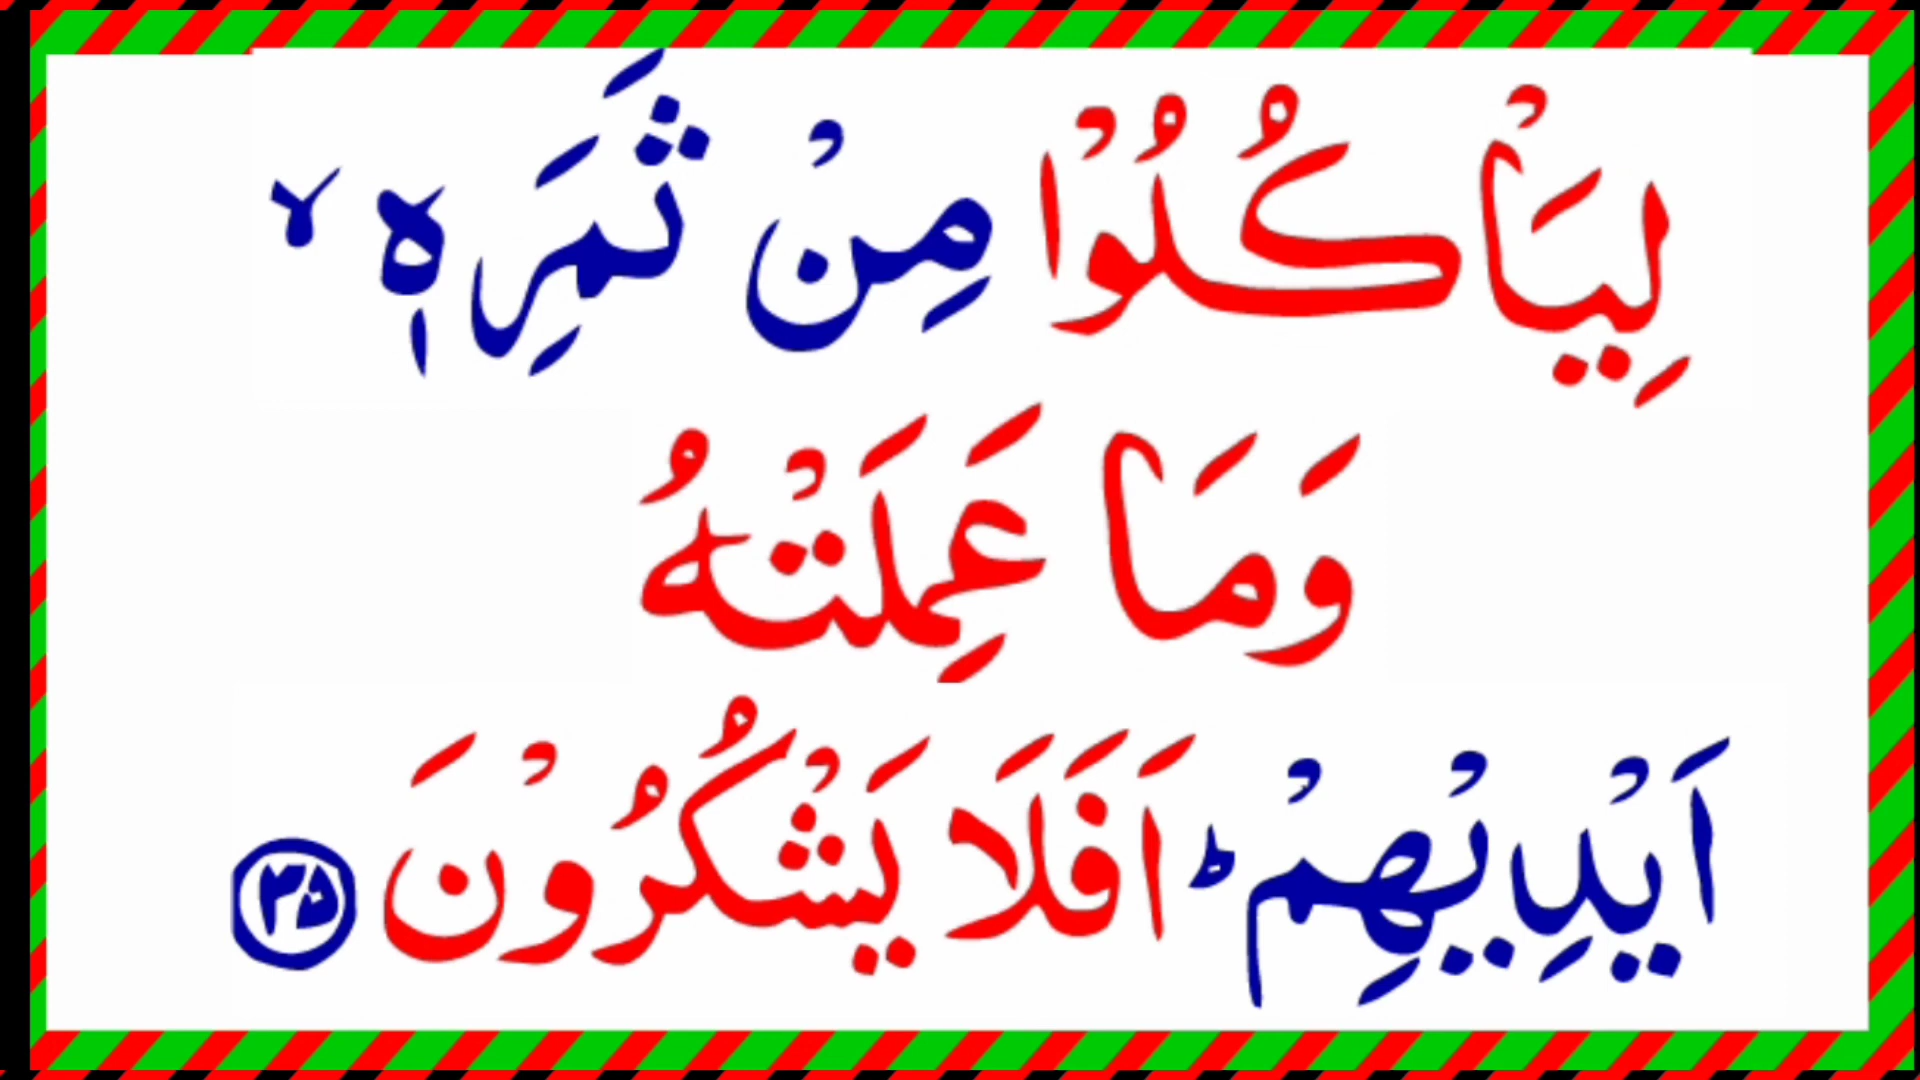 لِيَاْكُلُوْا مِنْ ثَمَرِهٖ ۙ
وَمَا عَمِلَتْهُ
اَيْدِيْهِمْ ؕ اَفَلَا يَشْكُرُوْنَ ۳۵